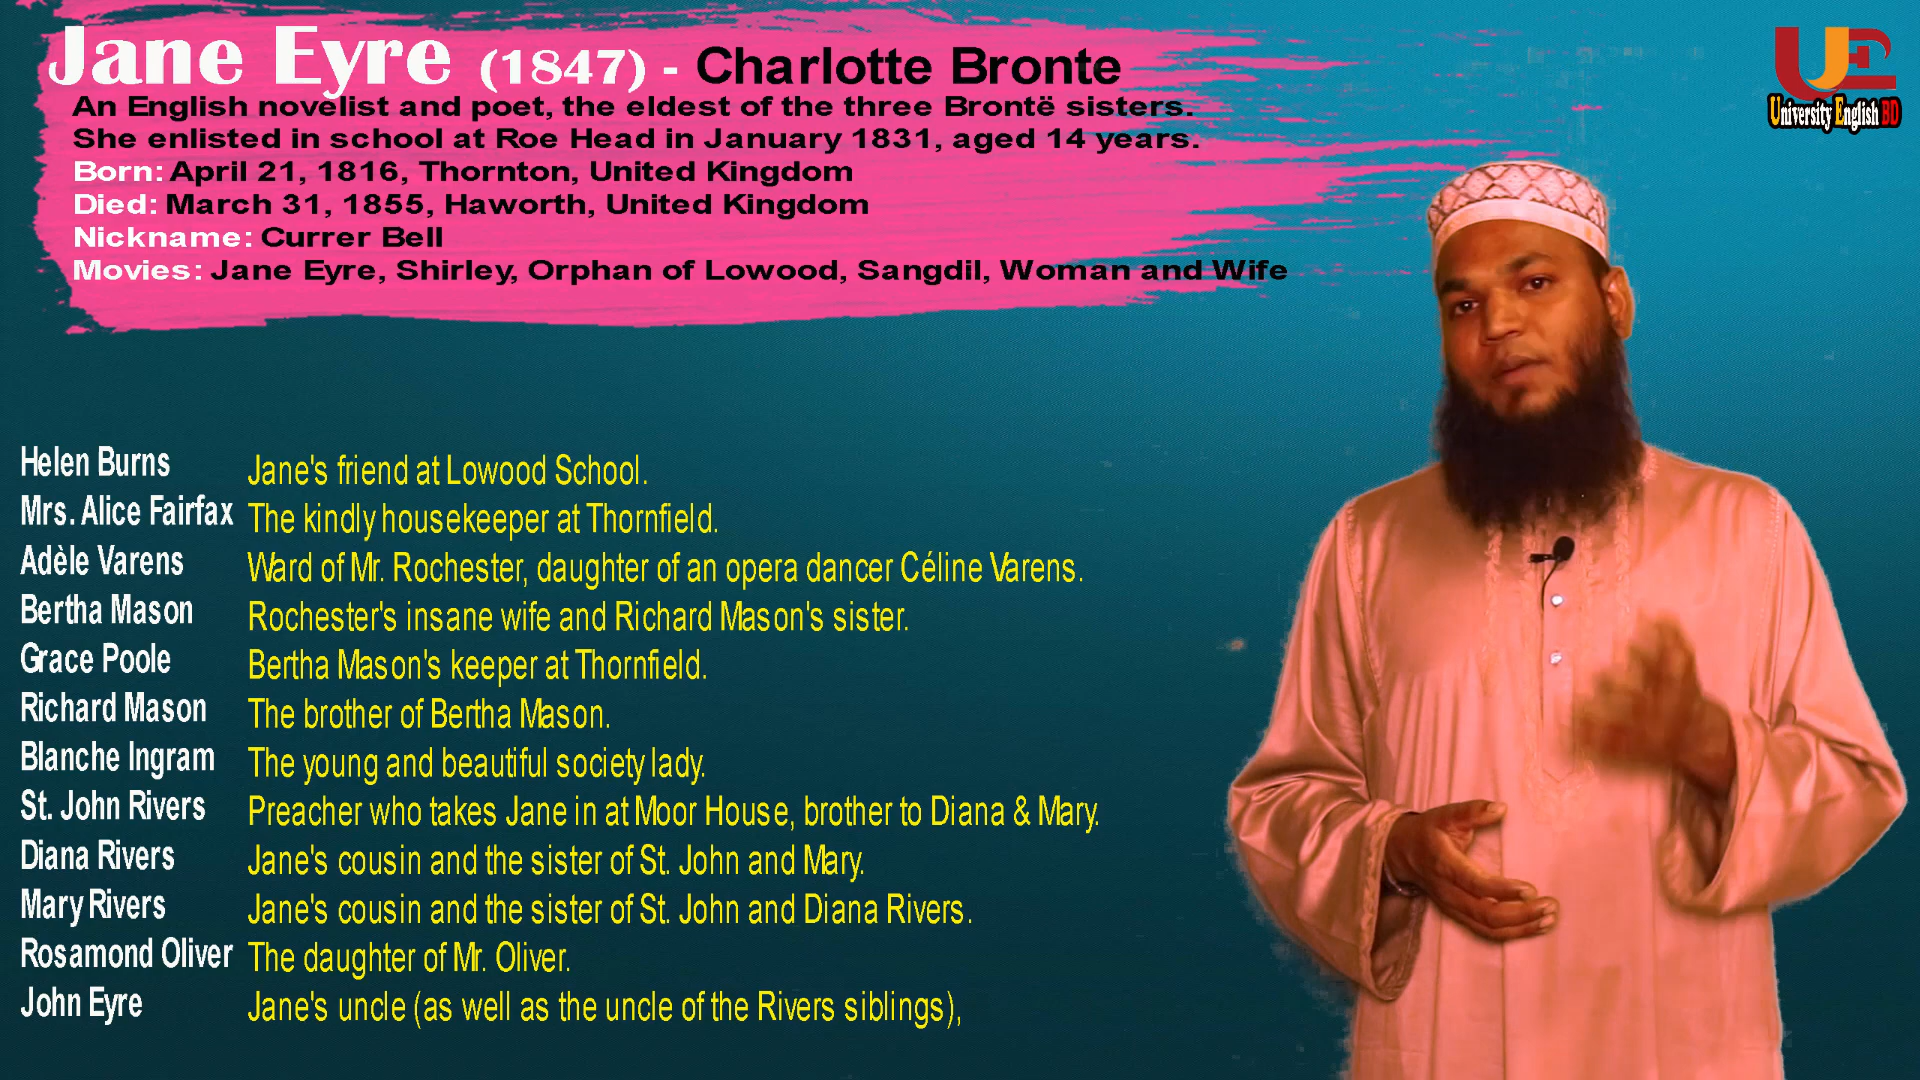 Jane Eyre (1847) - Charlotte Bronte
An English novelist and poet, the eldest of the three Brontë sisters.
She enlisted in school at Roe Head in January 1831, aged 14 years.
Born: April 21, 1816, Thornton, United Kingdom
Died: March 31, 1855, Haworth, United Kingdom
Nickname: Currer Bell
Movies: Jane Eyre, Shirley, Orphan of Lowood, Sangdil, Woman and Wife
UE
University English BD
Helen Burns Jane's friend at Lowood School.
Mrs. Alice Fairfax The kindly housekeeper at Thornfield.
Adèle Varens Ward of Mr. Rochester, daughter of an opera dancer Céline Varens.
Bertha Mason Rochester's insane wife and Richard Mason's sister.
Grace Poole Bertha Mason's keeper at Thornfield.
Richard Mason The brother of Bertha Mason.
Blanche Ingram The young and beautiful society lady.
St. John Rivers Preacher who takes Jane in at Moor House, brother to Diana & Mary.
Diana Rivers Jane's cousin and the sister of St. John and Mary.
Mary Rivers Jane's cousin and the sister of St. John and Diana Rivers.
Rosamond Oliver The daughter of Mr. Oliver.
John Eyre Jane's uncle (as well as the uncle of the Rivers siblings),